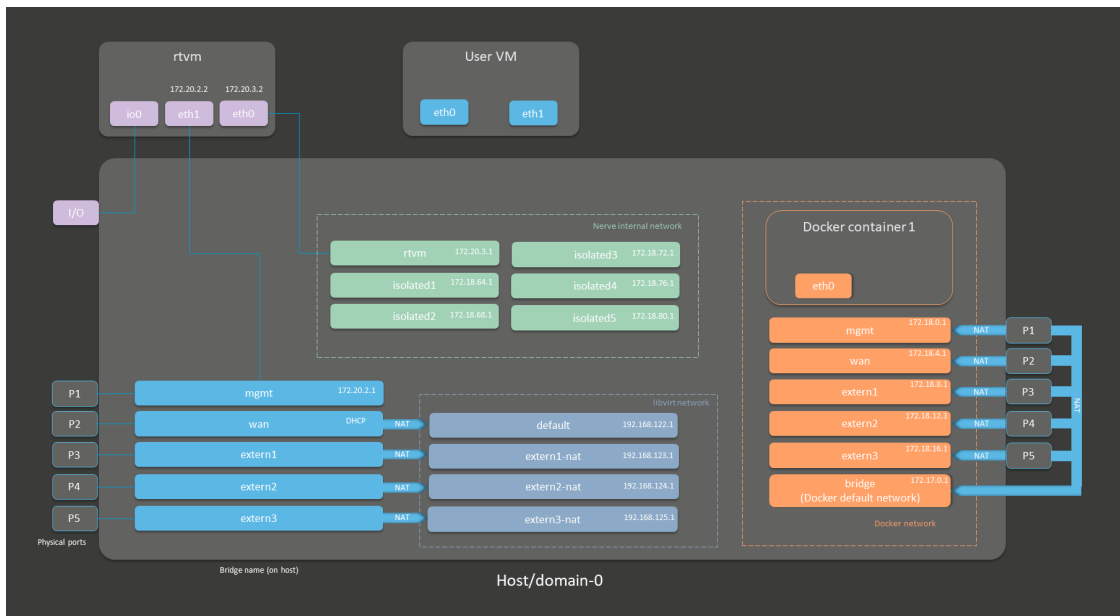 rtvm
172.20.2.2
172.20.3.2
io0
eth1
eth0
User VM
eth0
eth1
I/O
Nerve internal network
rtvm 172.20.3.1
isolated3 172.18.72.1
isolated1 172.18.64.1
isolated4 172.18.76.1
isolated2 172.18.68.1
isolated5 172.18.80.1
Docker container 1
eth0
mgmt 172.18.0.1
NAT
P1
wan 172.18.4.1
NAT
P2
extern1 172.18.8.1
NAT
P3
extern2 172.18.12.1
NAT
P4
extern3 172.18.16.1
NAT
P5
NAT
bridge 172.17.0.1
(Docker default network)
Docker network
P1
mgmt 172.20.2.1
libvirt network
P2
wan DHCP
NAT
default 192.168.122.1
P3
extern1
NAT
extern1-nat 192.168.123.1
P4
extern2
NAT
extern2-nat 192.168.124.1
P5
extern3
NAT
extern3-nat 192.168.125.1
Physical ports
Bridge name (on host)
Host/domain-0